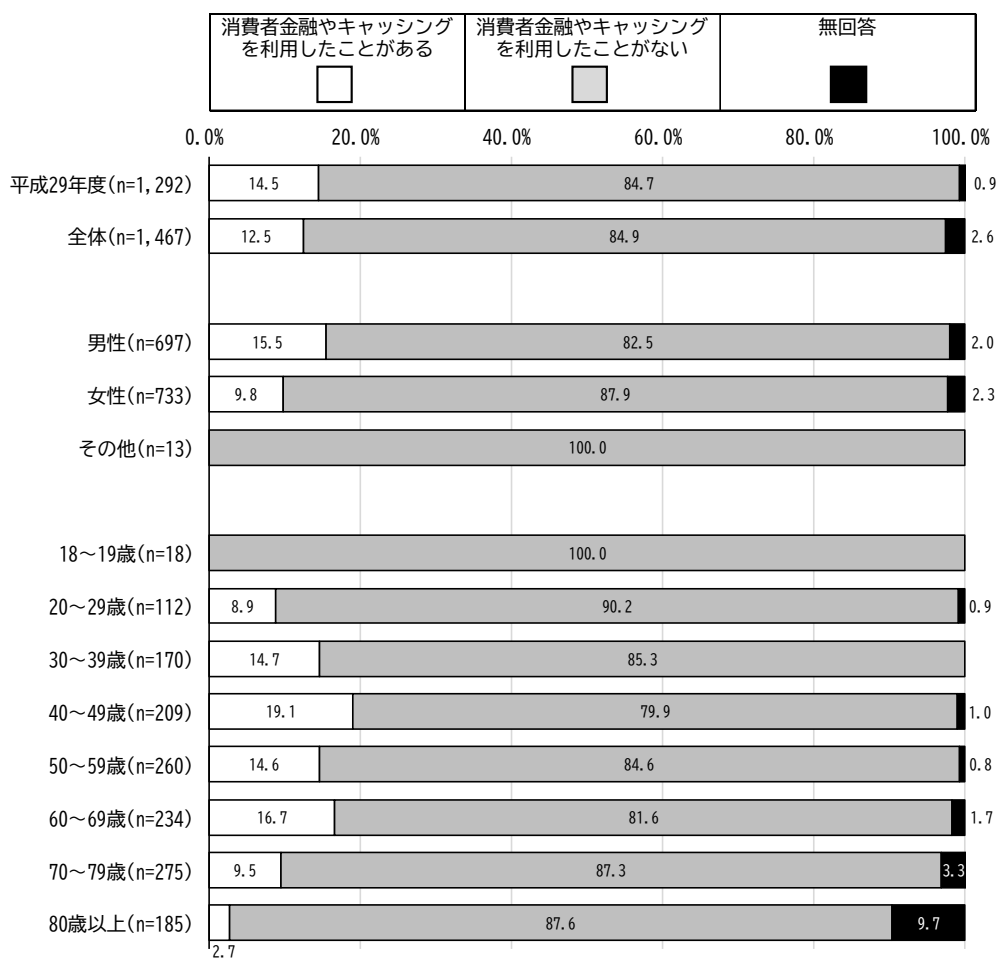 消費者金融やキャッシング
を利用したことがある
消費者金融やキャッシング
を利用したことがない
無回答
0.0% 20.0% 40.0% 60.0% 80.0% 100.0%
平成29年度(n=1,292) 14.5 84.7 0.9
全体(n=1,467) 12.5 84.9 2.6
男性(n=697) 15.5 82.5 2.0
女性(n=733) 9.8 87.9 2.3
その他(n=13) 100.0
18～19歳(n=18) 100.0
20～29歳(n=112) 8.9 90.2 0.9
30～39歳(n=170) 14.7 85.3
40～49歳(n=209) 19.1 79.9 1.0
50～59歳(n=260) 14.6 84.6 0.8
60～69歳(n=234) 16.7 81.6 1.7
70～79歳(n=275) 9.5 87.3 3.3
80歳以上(n=185) 87.6 9.7
2.7